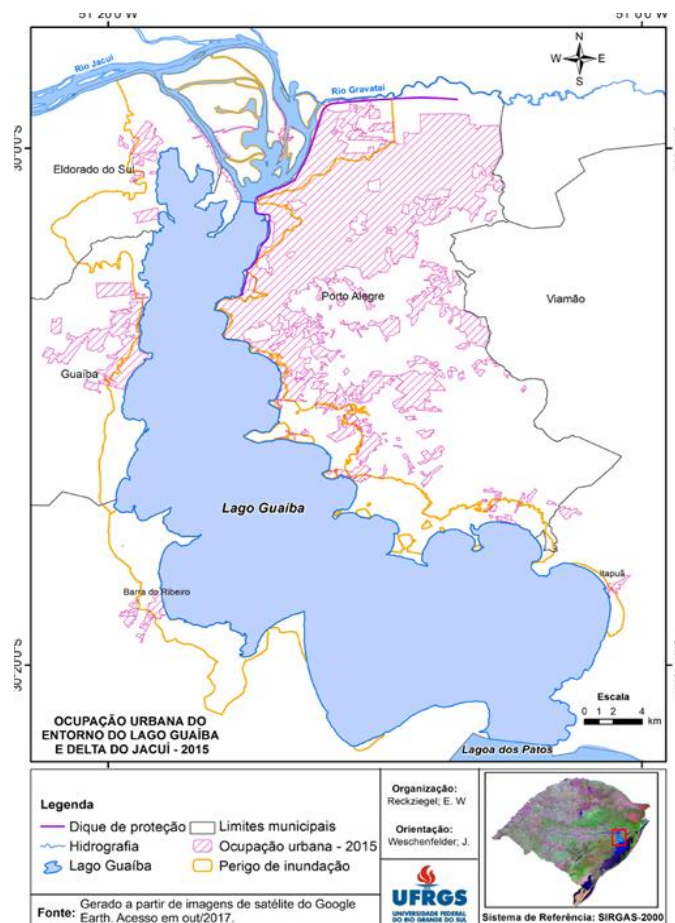 51°20'0"W
51°0'0"W
N
W E
S
Rio Jacuí
Rio Gravataí
30°0'0"S
Eldorado do Sul
Porto Alegre
Viamão
Guaíba
Lago Guaíba
Itapuã
Barra do Ribeiro
30°20'0"S
Escala
0 1 2 4
km
OCUPAÇÃO URBANA DO
ENTORNO DO LAGO GUAÍBA
E DELTA DO JACUÍ - 2015
Lagoa dos Patos
Legenda
Dique de proteção
Limites municipais
Hidrografia
Ocupação urbana - 2015
Lago Guaíba
Perigo de inundação
Fonte: Gerado a partir de imagens de satélite do Google
Earth. Acesso em out/2017.
Organização:
Reckziegel; E. W
Orientação:
Weschenfelder; J.
UFRGS
UNIVERSIDADE FEDERAL
DO RIO GRANDE DO SUL
Sistema de Referência: SIRGAS-2000